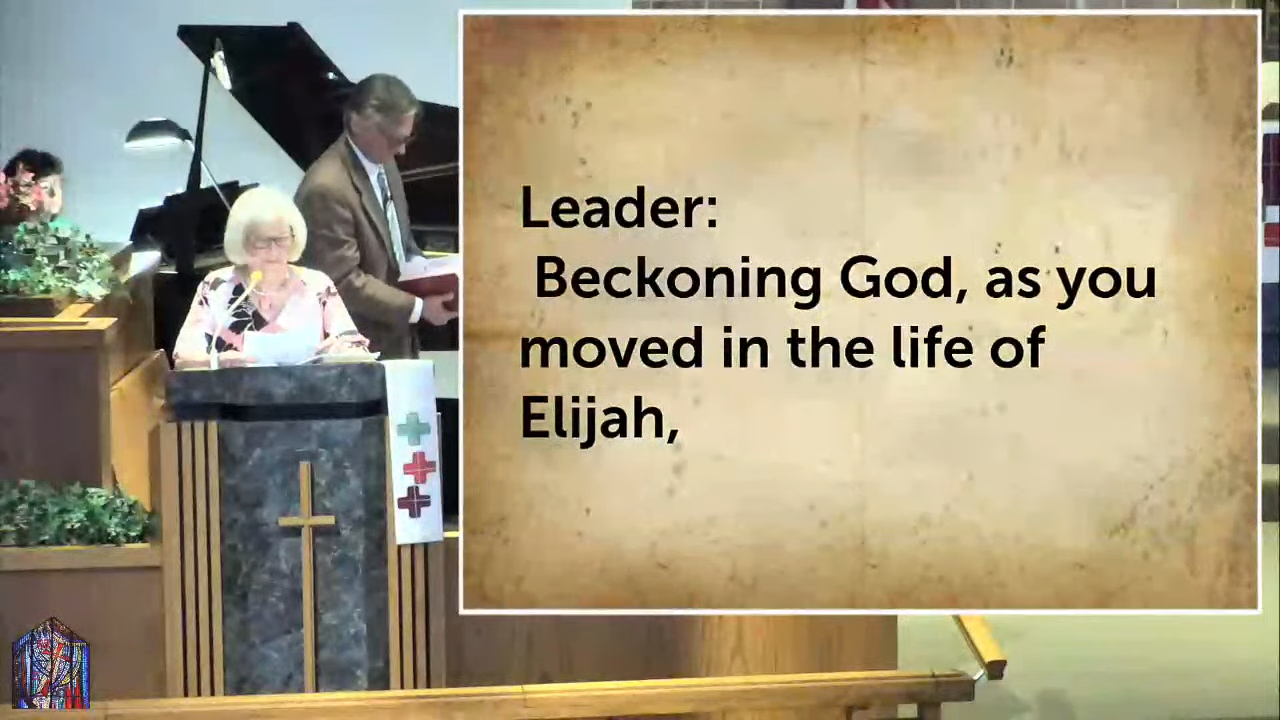 Leader:
Beckoning God, as you
moved in the life of
Elijah,